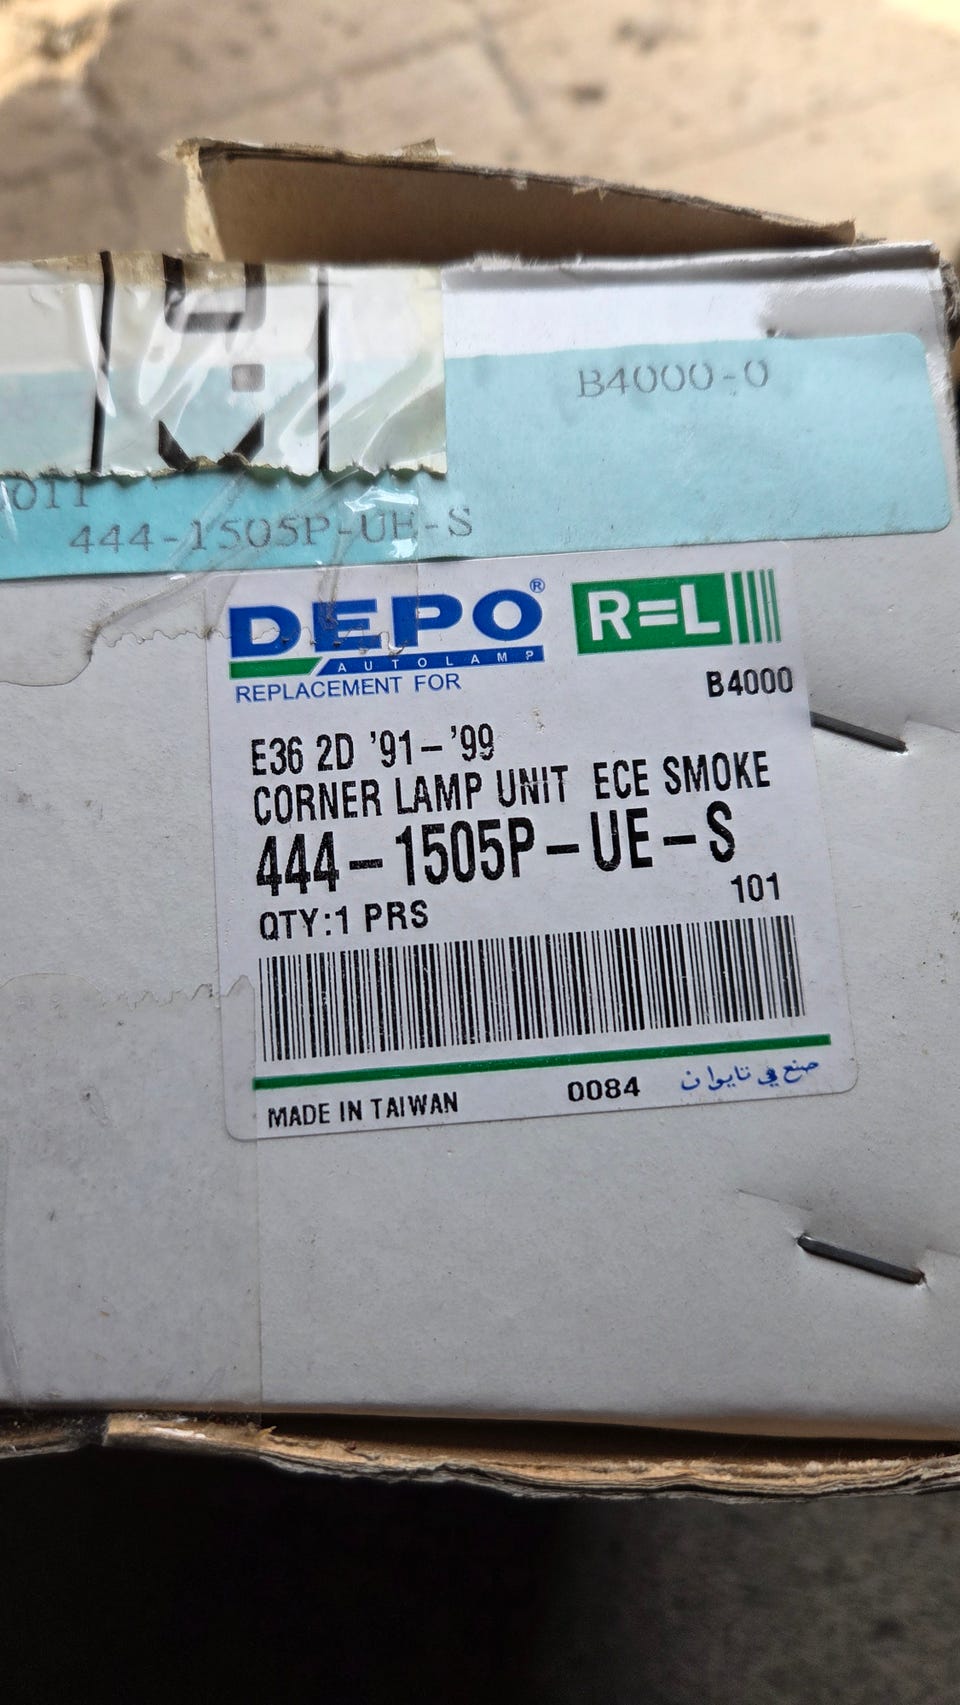 B4000-0
444-1505P-UE-S
DEPO®
AUTOLAMP
R=L
REPLACEMENT FOR
B4000
E36 2D '91-'99
CORNER LAMP UNIT ECE SMOKE
444-1505P-UE-S
101
QTY:1 PRS
MADE IN TAIWAN 0084 صنع في تايوان